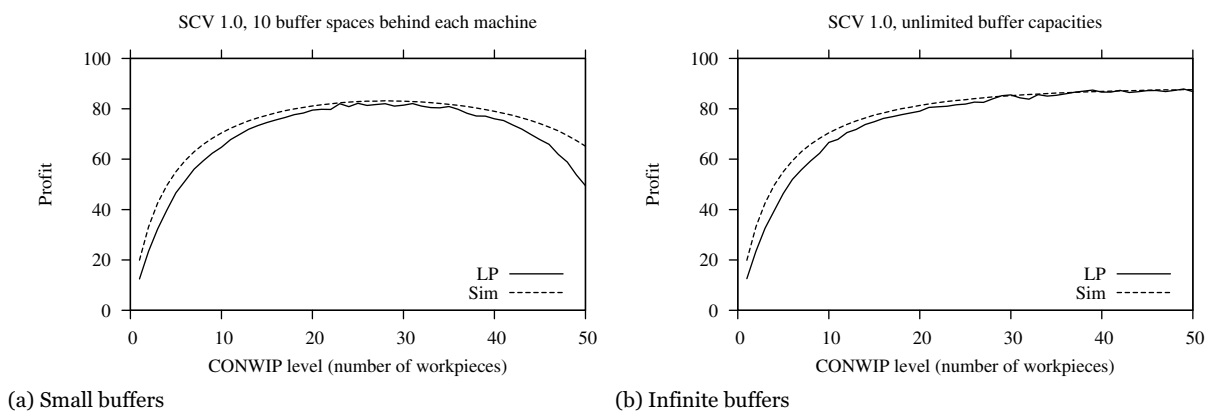 SCV 1.0, 10 buffer spaces behind each machine
100
80
60
40
20
0
Profit
LP
Sim
0 10 20 30 40 50
CONWIP level (number of workpieces)
(a) Small buffers
SCV 1.0, unlimited buffer capacities
100
80
60
40
20
0
Profit
LP
Sim
0 10 20 30 40 50
CONWIP level (number of workpieces)
(b) Infinite buffers